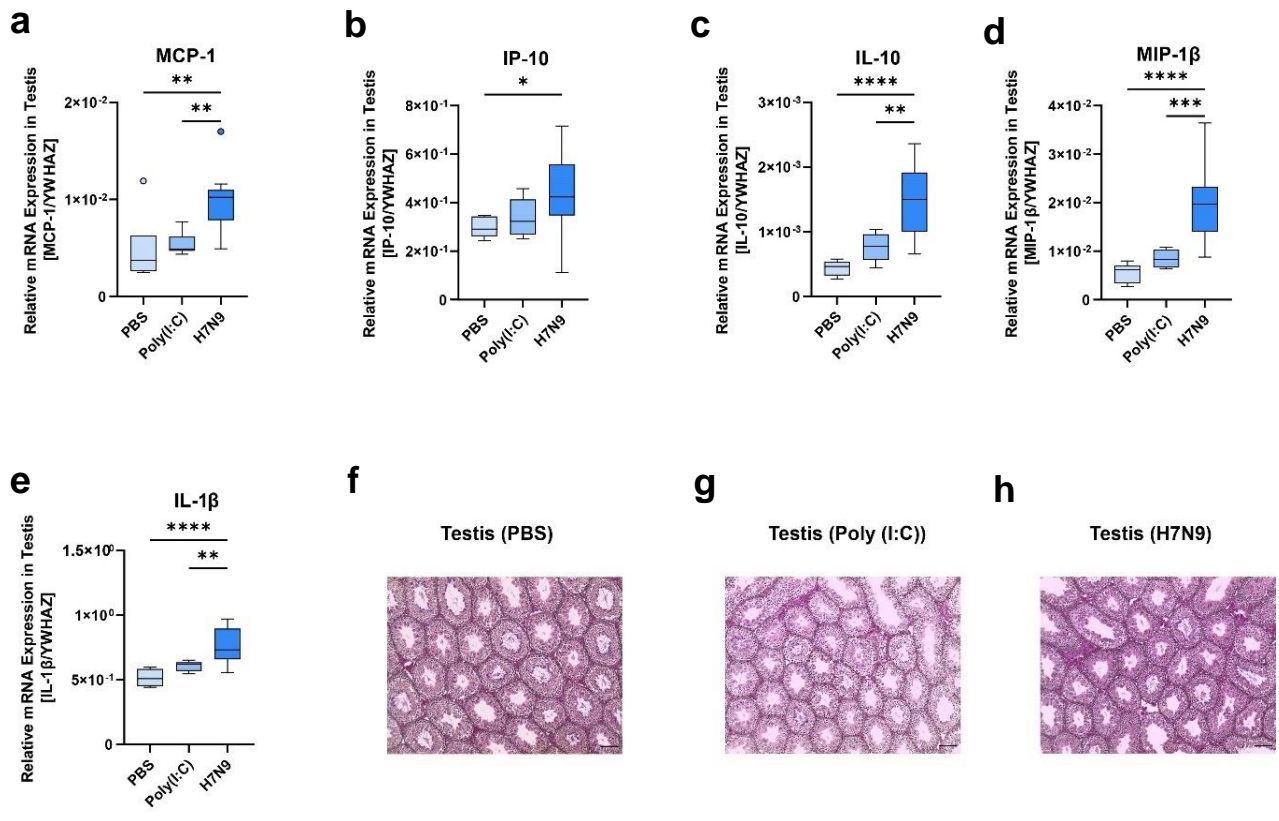 a
MCP-1
**
**
Relative mRNA Expression in Testis
[MCP-1/YWHAZ]
2×10⁻²
1×10⁻²
0
PBS
Poly(I:C)
H7N9
b
IP-10
*
Relative mRNA Expression in Testis
[IP-10/YWHAZ]
8×10⁻¹
6×10⁻¹
4×10⁻¹
2×10⁻¹
0
PBS
Poly(I:C)
H7N9
c
IL-10
****
**
Relative mRNA Expression in Testis
[IL-10/YWHAZ]
3×10⁻³
2×10⁻³
1×10⁻³
0
PBS
Poly(I:C)
H7N9
d
MIP-1β
****
***
Relative mRNA Expression in Testis
[MIP-1β/YWHAZ]
4×10⁻²
3×10⁻²
2×10⁻²
1×10⁻²
0
PBS
Poly(I:C)
H7N9
e
IL-1β
****
**
Relative mRNA Expression in Testis
[IL-1β/YWHAZ]
1.5×10⁰
1×10⁰
5×10⁻¹
0
PBS
Poly(I:C)
H7N9
f
Testis (PBS)
g
Testis (Poly (I:C))
h
Testis (H7N9)